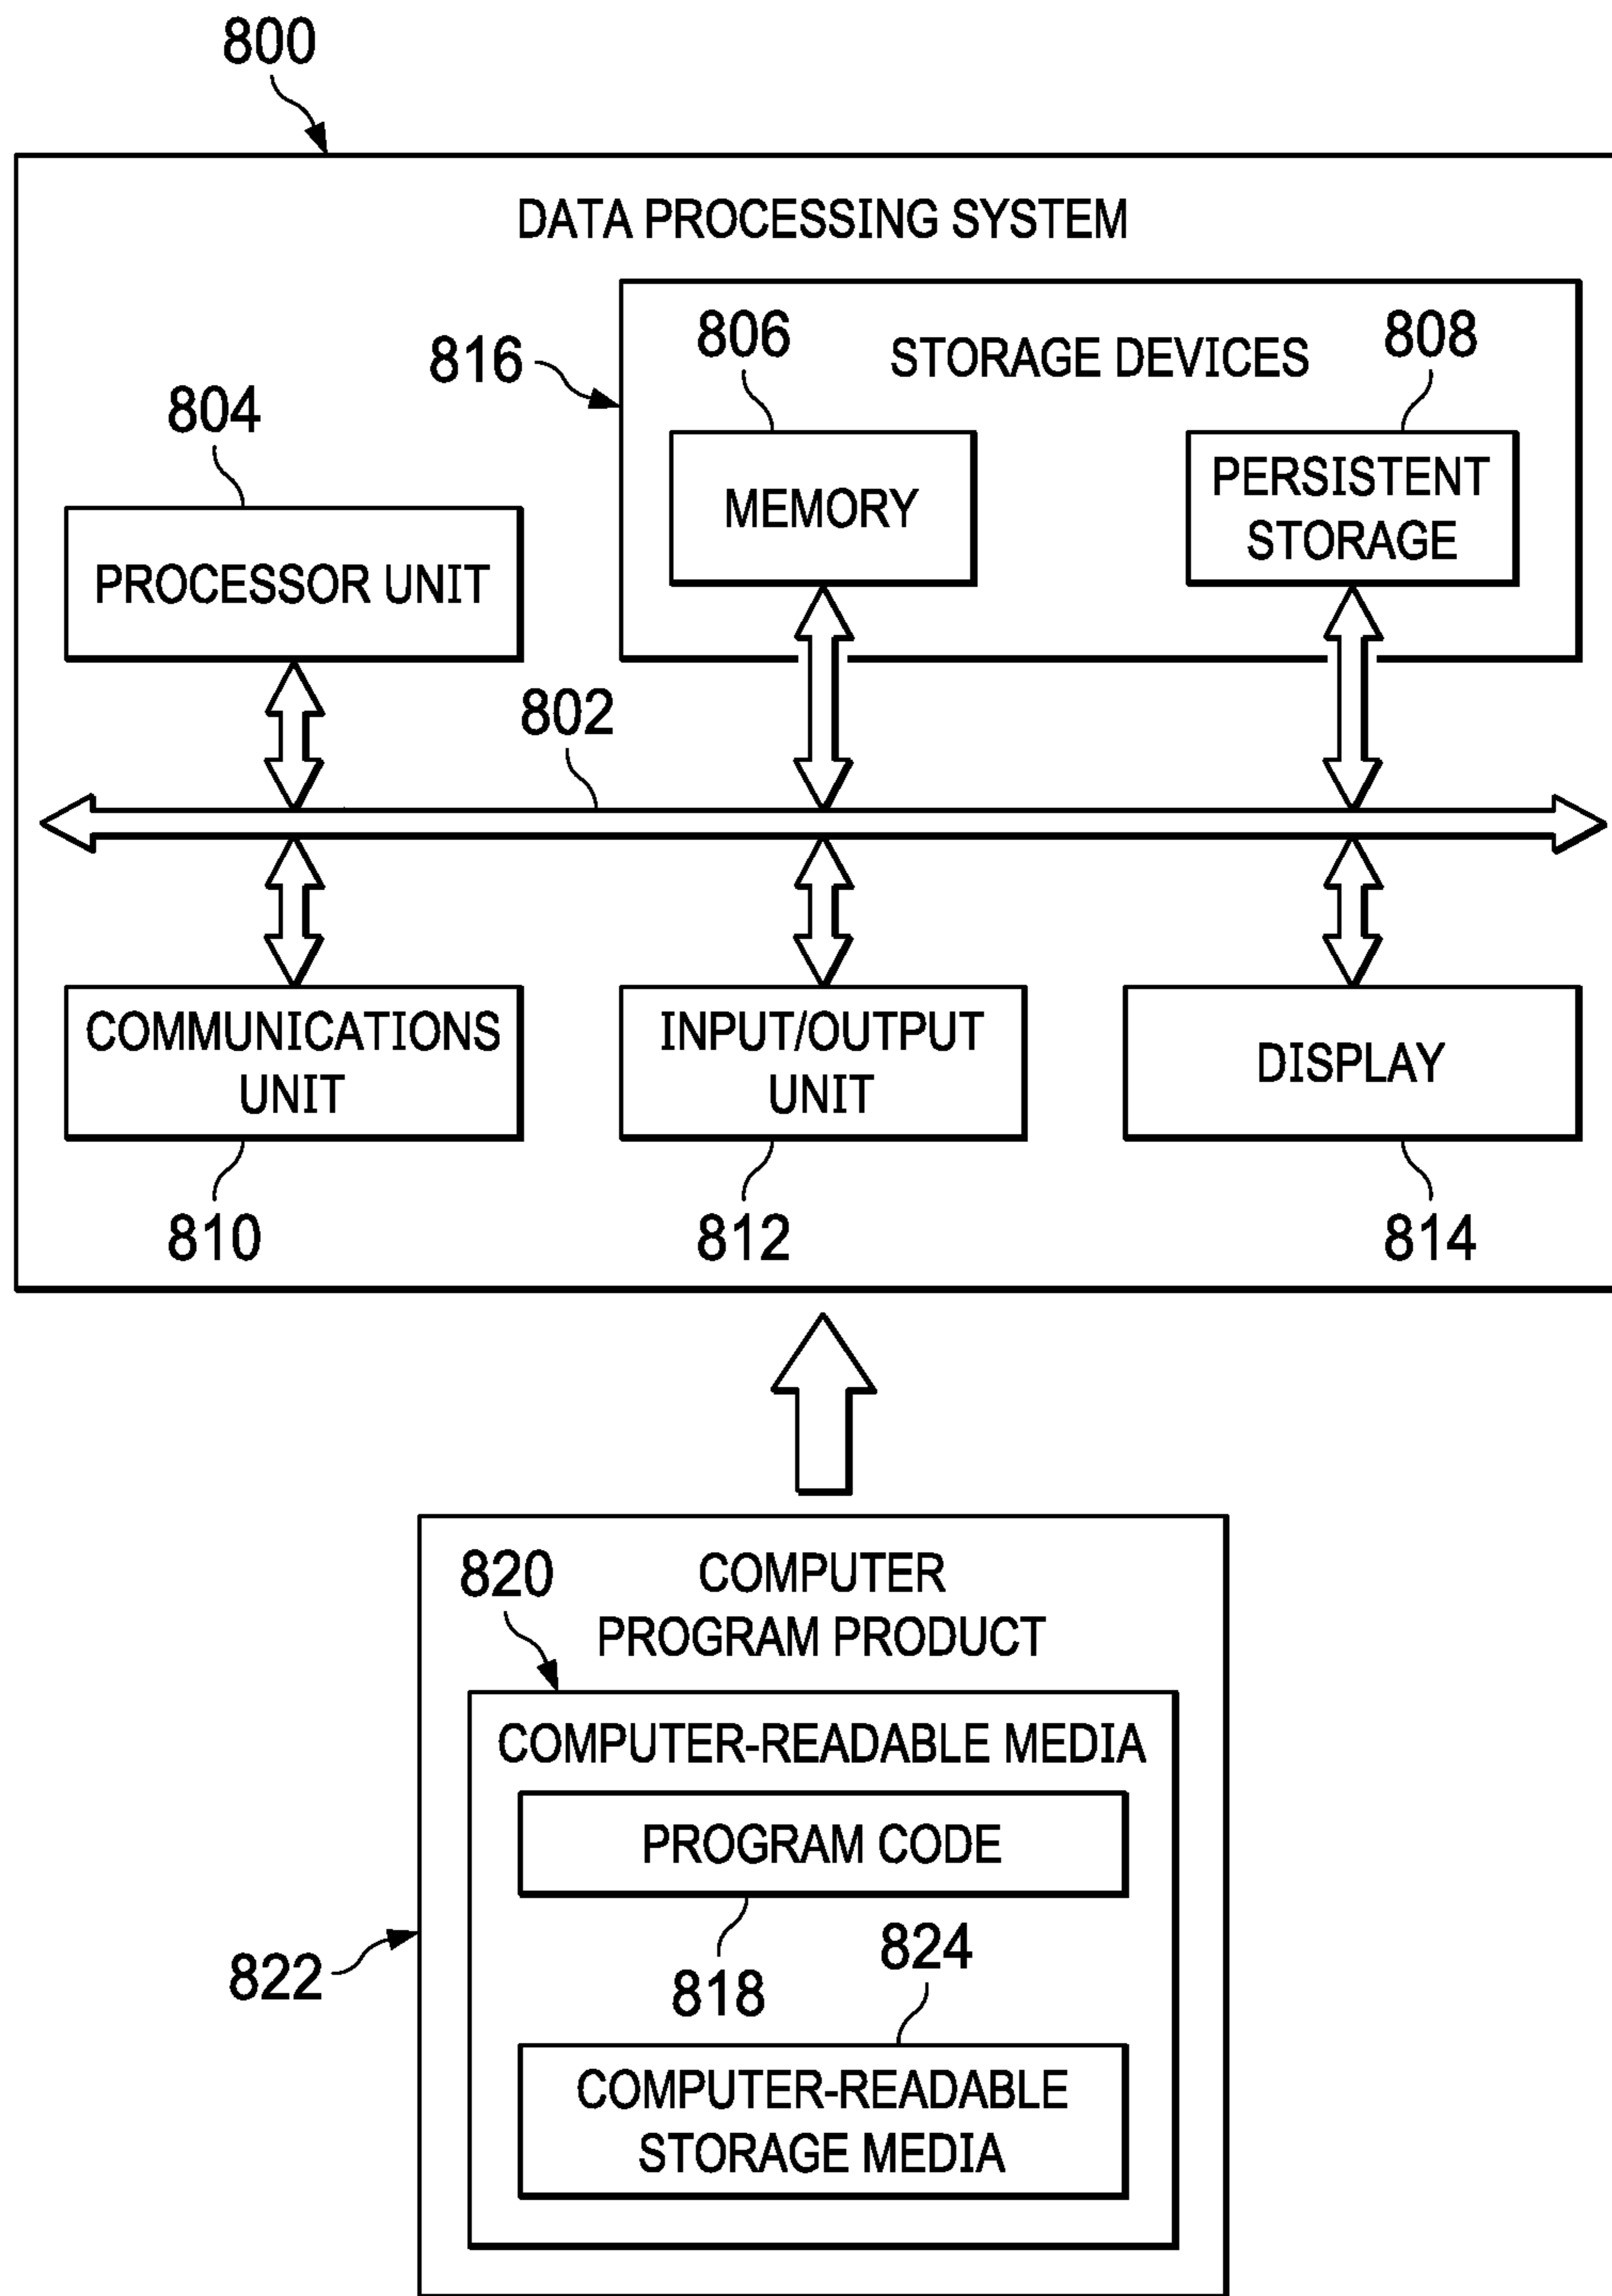 800
DATA PROCESSING SYSTEM
816
806
STORAGE DEVICES
808
804
MEMORY
PERSISTENT
STORAGE
PROCESSOR UNIT
802
COMMUNICATIONS
UNIT
INPUT/OUTPUT
UNIT
DISPLAY
810
812
814
820
COMPUTER
PROGRAM PRODUCT
COMPUTER-READABLE MEDIA
PROGRAM CODE
822
818
824
COMPUTER-READABLE
STORAGE MEDIA